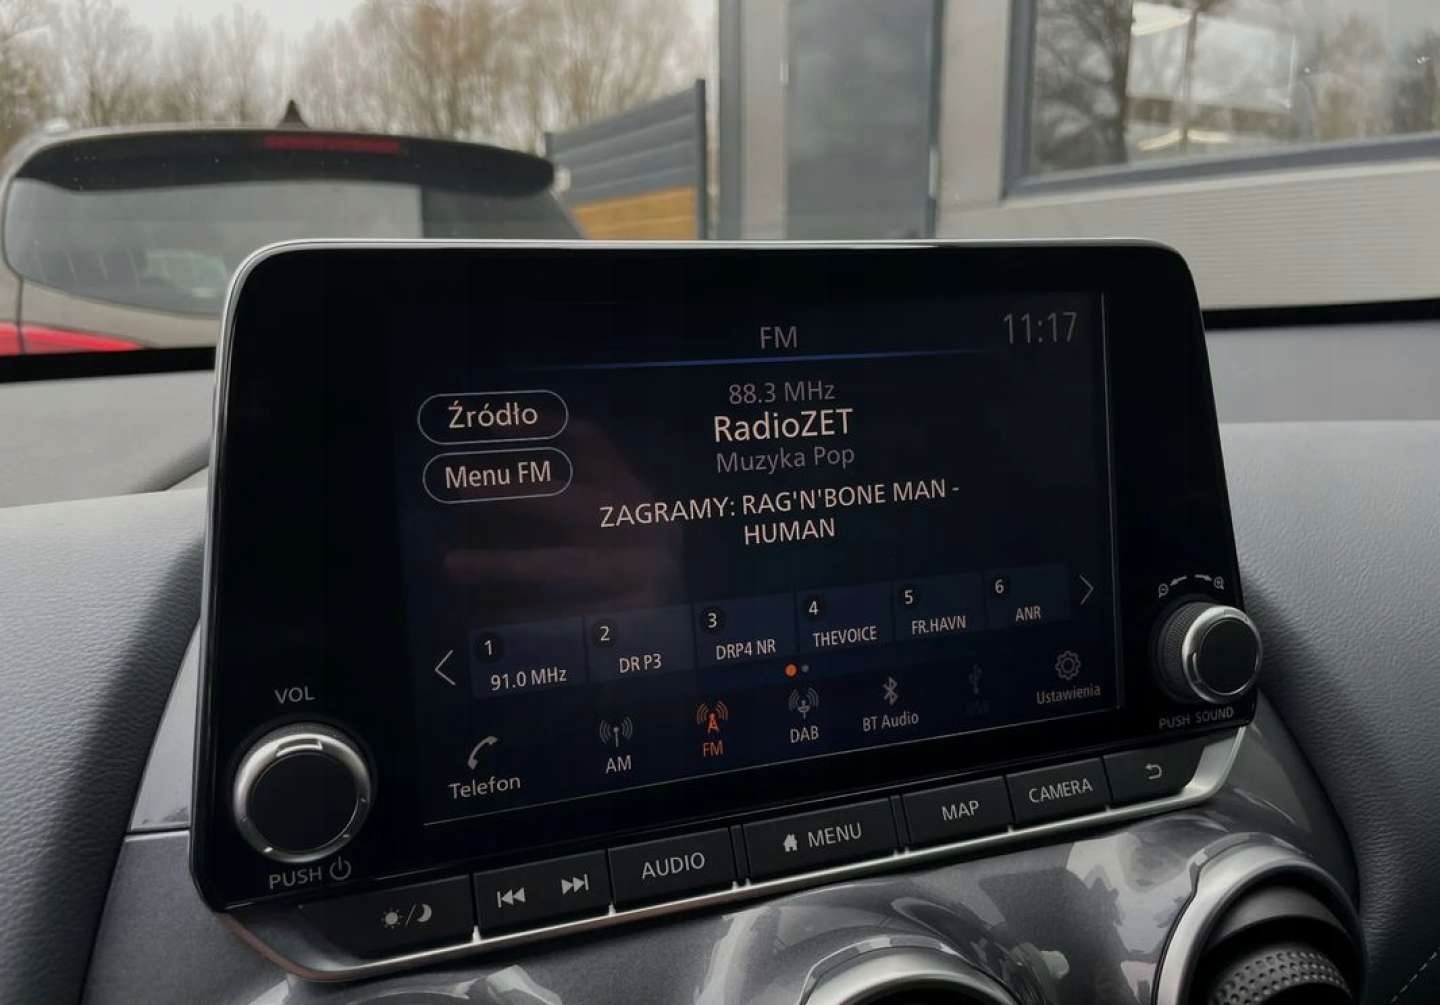 FM
11:17
88.3 MHz
Źródło
RadioZET
Menu FM
Muzyka Pop
ZAGRAMY: RAG'N'BONE MAN -
HUMAN
1
91.0 MHz
2
DR P3
3
DRP4 NR
4
THEVOICE
5
FR.HAVN
6
ANR
Telefon
AM
FM
DAB
BT Audio
Ustawienia
VOL
PUSH
PUSH SOUND
AUDIO
MENU
MAP
CAMERA